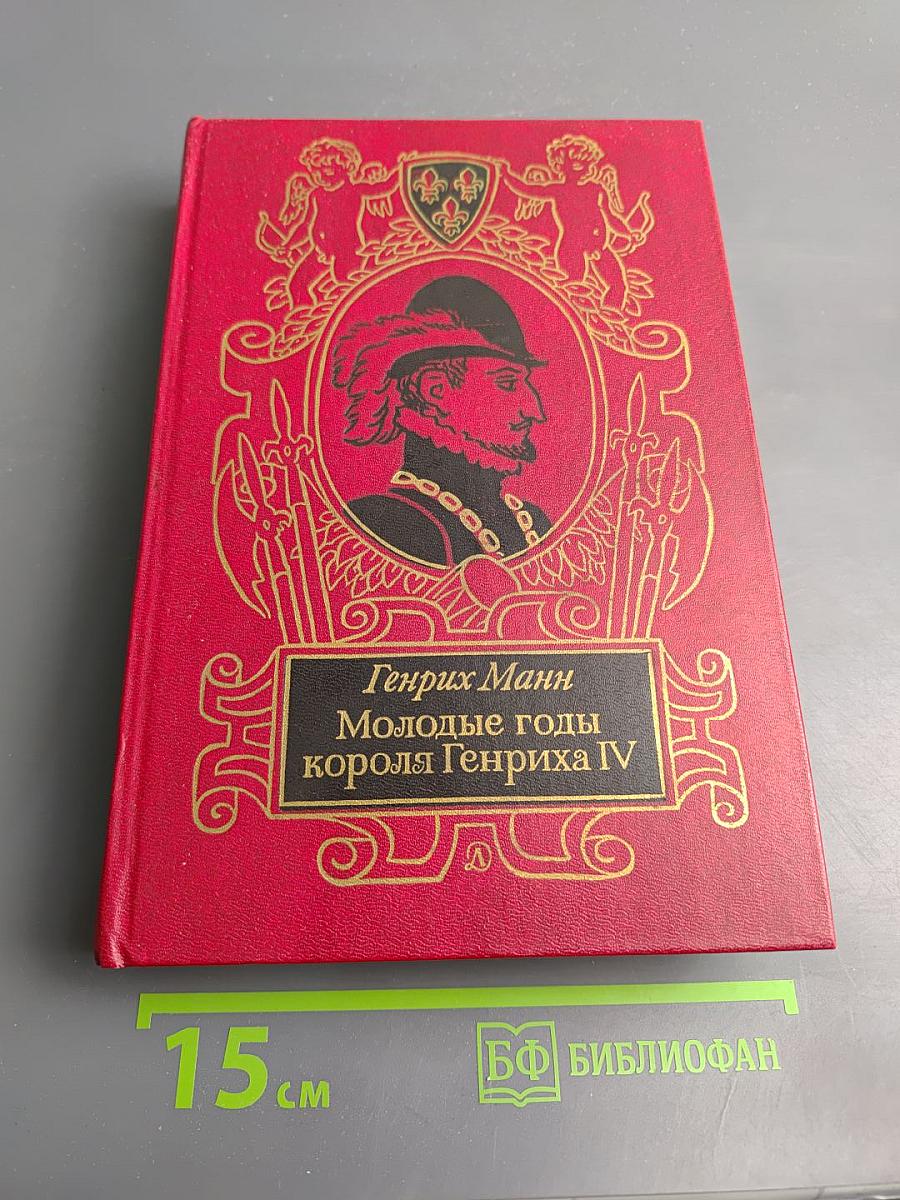 Генрих Манн
Молодые годы
короля Генриха IV
Д
15 см
БФ БИБЛИОФАН